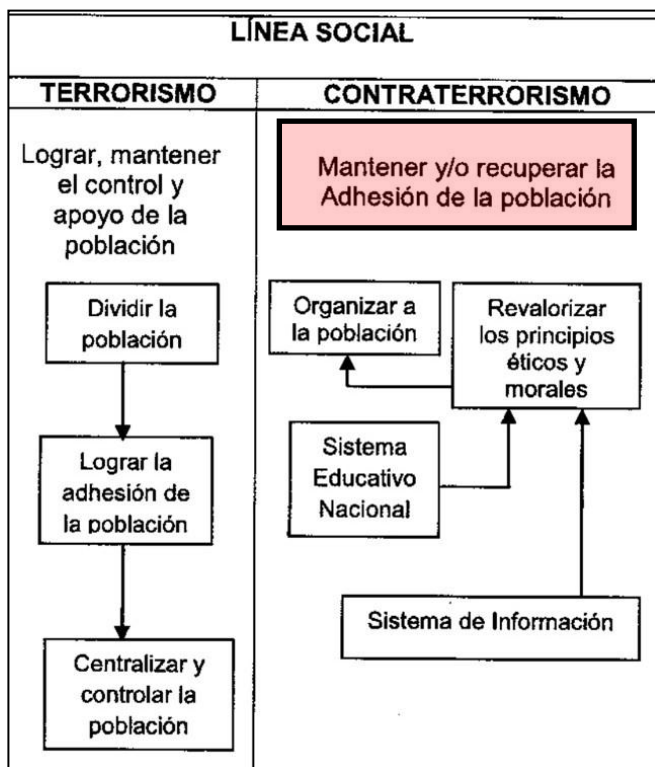 LÍNEA SOCIAL
TERRORISMO
CONTRATERRORISMO
Lograr, mantener
el control y
apoyo de la
población
Mantener y/o recuperar la
Adhesión de la población
Dividir la
población
Organizar a
la población
Revalorizar
los principios
éticos y
morales
Lograr la
adhesión de
la población
Sistema
Educativo
Nacional
Sistema de Información
Centralizar y
controlar la
población